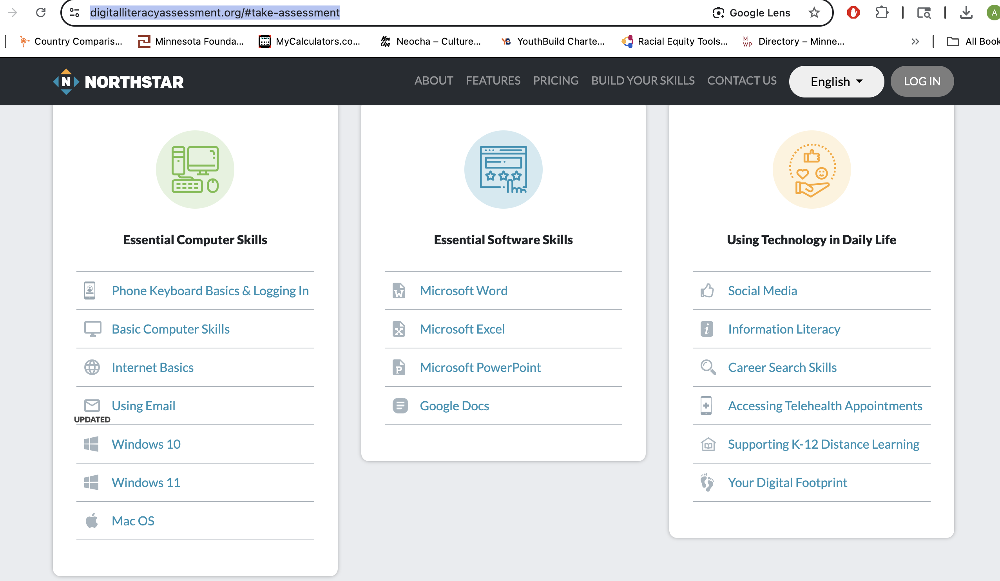 digitalliteracyassessment.org/#take-assessment
Google Lens
A
Country Comparis...
Minnesota Founda...
MyCalculators.co...
Neocha – Culture...
YouthBuild Charte...
Racial Equity Tools...
Directory – Minne...
All Book
N NORTHSTAR
ABOUT
FEATURES
PRICING
BUILD YOUR SKILLS
CONTACT US
English
LOG IN
Essential Computer Skills
Phone Keyboard Basics & Logging In
Basic Computer Skills
Internet Basics
Using Email
UPDATED
Windows 10
Windows 11
Mac OS
Essential Software Skills
Microsoft Word
Microsoft Excel
Microsoft PowerPoint
Google Docs
Using Technology in Daily Life
Social Media
Information Literacy
Career Search Skills
Accessing Telehealth Appointments
Supporting K-12 Distance Learning
Your Digital Footprint